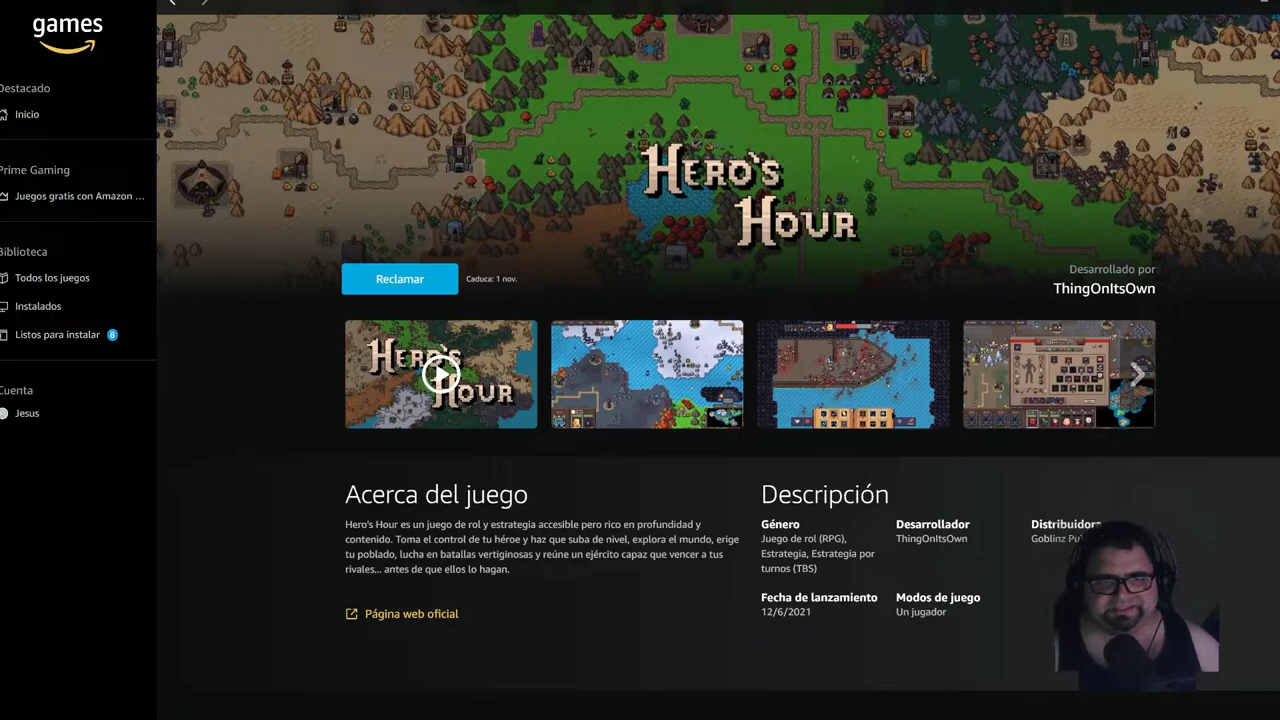 games
Destacado
Inicio
Prime Gaming
Juegos gratis con Amazon ...
Biblioteca
Todos los juegos
Instalados
Listos para instalar 8
Cuenta
Jesus
HERO'S
HOUR
Reclamar
Caduca: 1 nov.
Desarrollado por
ThingOnItsOwn
HERO'S
HOUR
Acerca del juego
Hero's Hour es un juego de rol y estrategia accesible pero rico en profundidad y
contenido. Toma el control de tu héroe y haz que suba de nivel, explora el mundo, erige
tu poblado, lucha en batallas vertiginosas y reúne un ejército capaz que vencer a tus
rivales... antes de que ellos lo hagan.
Página web oficial
Descripción
Género
Juego de rol (RPG),
Estrategia, Estrategia por
turnos (TBS)
Desarrollador
ThingOnItsOwn
Distribuidora
Goblinz
Fecha de lanzamiento
12/6/2021
Modos de juego
Un jugador